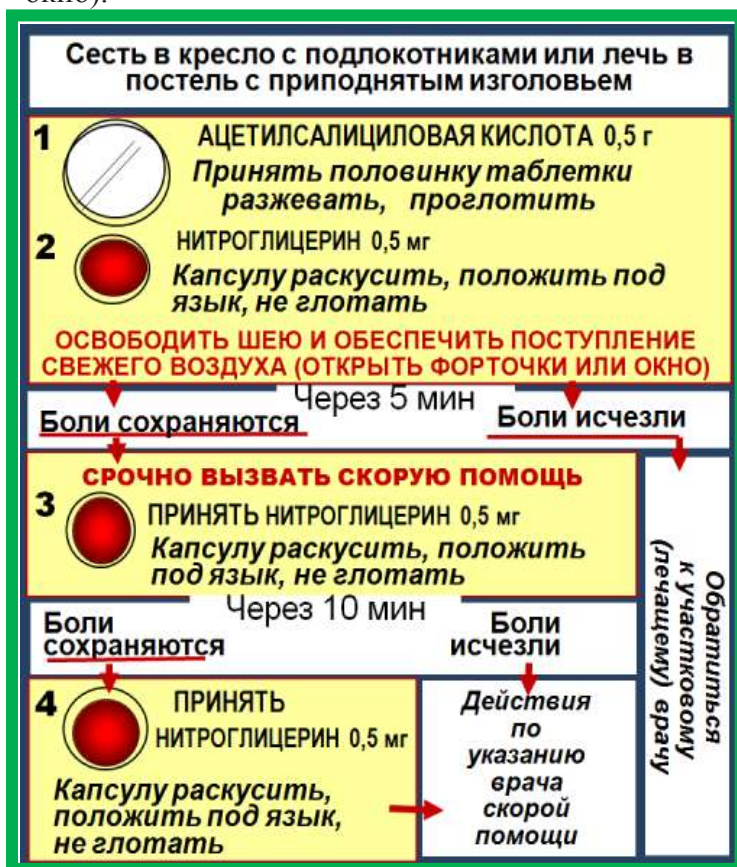 окно).
Сесть в кресло с подлокотниками или лечь в
постель с приподнятым изголовьем
1
АЦЕТИЛСАЛИЦИЛОВАЯ КИСЛОТА 0,5 г
Принять половинку таблетки
разжевать, проглотить
2
НИТРОГЛИЦЕРИН 0,5 мг
Капсулу раскусить, положить под
язык, не глотать
ОСВОБОДИТЬ ШЕЮ И ОБЕСПЕЧИТЬ ПОСТУПЛЕНИЕ
СВЕЖЕГО ВОЗДУХА (ОТКРЫТЬ ФОРТОЧКИ ИЛИ ОКНО)
Через 5 мин
Боли сохраняются
Боли исчезли
СРОЧНО ВЫЗВАТЬ СКОРУЮ ПОМОЩЬ
3
ПРИНЯТЬ НИТРОГЛИЦЕРИН 0,5 мг
Капсулу раскусить, положить
под язык, не глотать
Обратиться
к участковому
(лечащему) врачу
Через 10 мин
Боли
сохраняются
Боли
исчезли
4
ПРИНЯТЬ
НИТРОГЛИЦЕРИН 0,5 мг
Капсулу раскусить,
положить под язык,
не глотать
Действия
по
указанию
врача
скорой
помощи